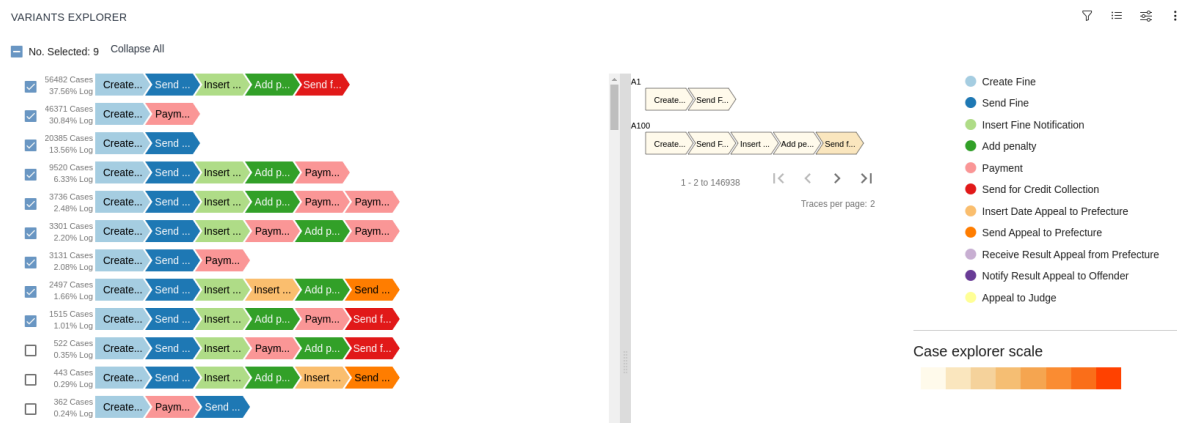 VARIANTS EXPLORER
No. Selected: 9 Collapse All
56482 Cases
37.56% Log
Create... Send ... Insert ... Add p... Send f...
46371 Cases
30.84% Log
Create... Paym...
20385 Cases
13.56% Log
Create... Send ...
9520 Cases
6.33% Log
Create... Send ... Insert ... Add p... Paym...
3736 Cases
2.48% Log
Create... Send ... Insert ... Add p... Paym... Paym...
3301 Cases
2.20% Log
Create... Send ... Insert ... Paym... Add p... Paym...
3131 Cases
2.08% Log
Create... Send ... Paym...
2497 Cases
1.66% Log
Create... Send ... Insert ... Insert ... Add p... Send ...
1515 Cases
1.01% Log
Create... Send ... Insert ... Add p... Paym... Send f...
522 Cases
0.35% Log
Create... Send ... Insert ... Paym... Add p... Send f...
443 Cases
0.29% Log
Create... Send ... Insert ... Add p... Insert ... Send ...
362 Cases
0.24% Log
Create... Paym... Send ...
A1
Create... Send F...
A100
Create... Send F... Insert ... Add pe... Send f...
1 - 2 to 146938
Traces per page: 2
Create Fine
Send Fine
Insert Fine Notification
Add penalty
Payment
Send for Credit Collection
Insert Date Appeal to Prefecture
Send Appeal to Prefecture
Receive Result Appeal from Prefecture
Notify Result Appeal to Offender
Appeal to Judge
Case explorer scale